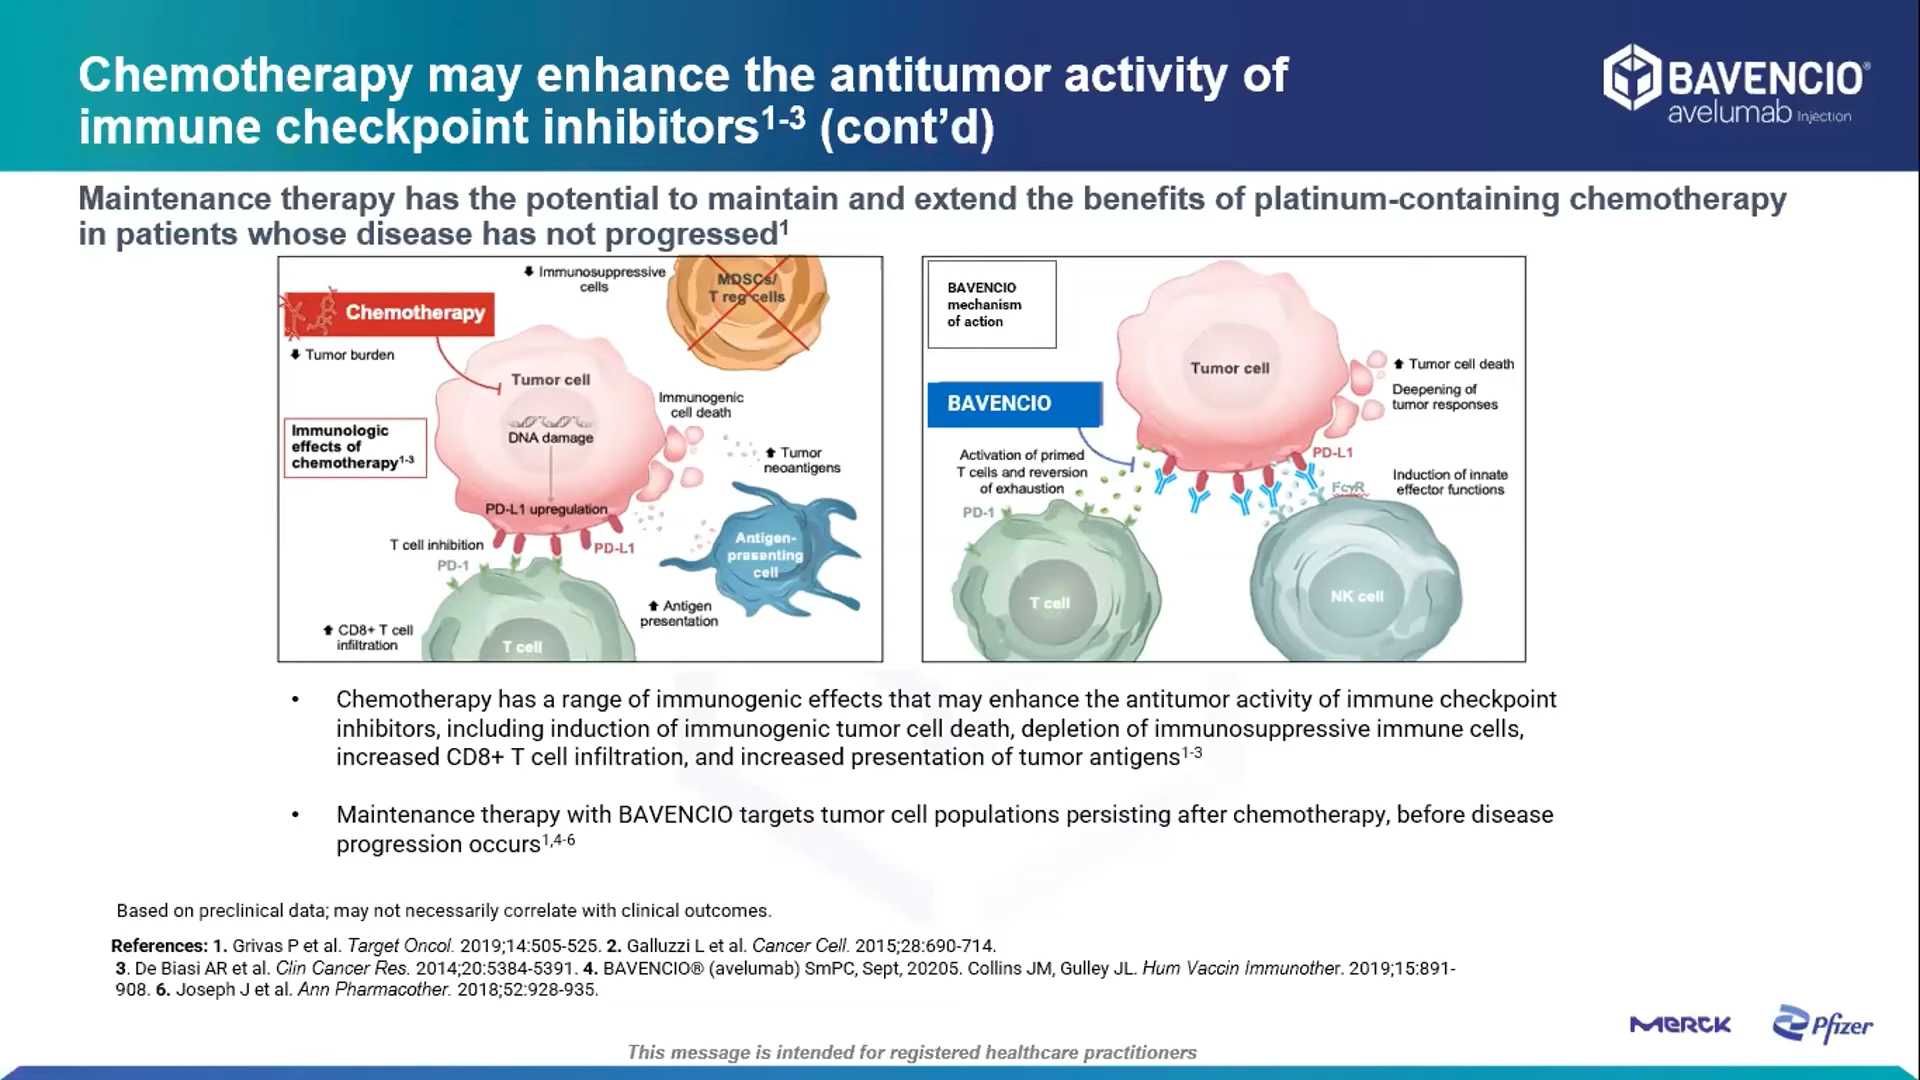 Chemotherapy may enhance the antitumor activity of
immune checkpoint inhibitors1-3 (cont’d)
BAVENCIO®
avelumab Injection
Maintenance therapy has the potential to maintain and extend the benefits of platinum-containing chemotherapy
in patients whose disease has not progressed1
Chemotherapy
Tumor burden
Immunologic
effects of
chemotherapy1-3
Immunosuppressive
cells
MDSCs/
T reg cells
Tumor cell
DNA damage
PD-L1 upregulation
Immunogenic
cell death
Tumor
neoantigens
Antigen-
presenting
cell
T cell inhibition
PD-L1
PD-1
Antigen
presentation
CD8+ T cell
infiltration
T cell
BAVENCIO
mechanism
of action
BAVENCIO
Tumor cell
Tumor cell death
Deepening of
tumor responses
Activation of primed
T cells and reversion
of exhaustion
PD-L1
FcγR
Induction of innate
effector functions
PD-1
T cell
NK cell
• Chemotherapy has a range of immunogenic effects that may enhance the antitumor activity of immune checkpoint
inhibitors, including induction of immunogenic tumor cell death, depletion of immunosuppressive immune cells,
increased CD8+ T cell infiltration, and increased presentation of tumor antigens1-3
• Maintenance therapy with BAVENCIO targets tumor cell populations persisting after chemotherapy, before disease
progression occurs1,4-6
Based on preclinical data; may not necessarily correlate with clinical outcomes.
References: 1. Grivas P et al. Target Oncol. 2019;14:505-525. 2. Galluzzi L et al. Cancer Cell. 2015;28:690-714.
3. De Biasi AR et al. Clin Cancer Res. 2014;20:5384-5391. 4. BAVENCIO® (avelumab) SmPC, Sept, 20205. Collins JM, Gulley JL. Hum Vaccin Immunother. 2019;15:891-
908. 6. Joseph J et al. Ann Pharmacother. 2018;52:928-935.
MERCK
Pfizer
This message is intended for registered healthcare practitioners